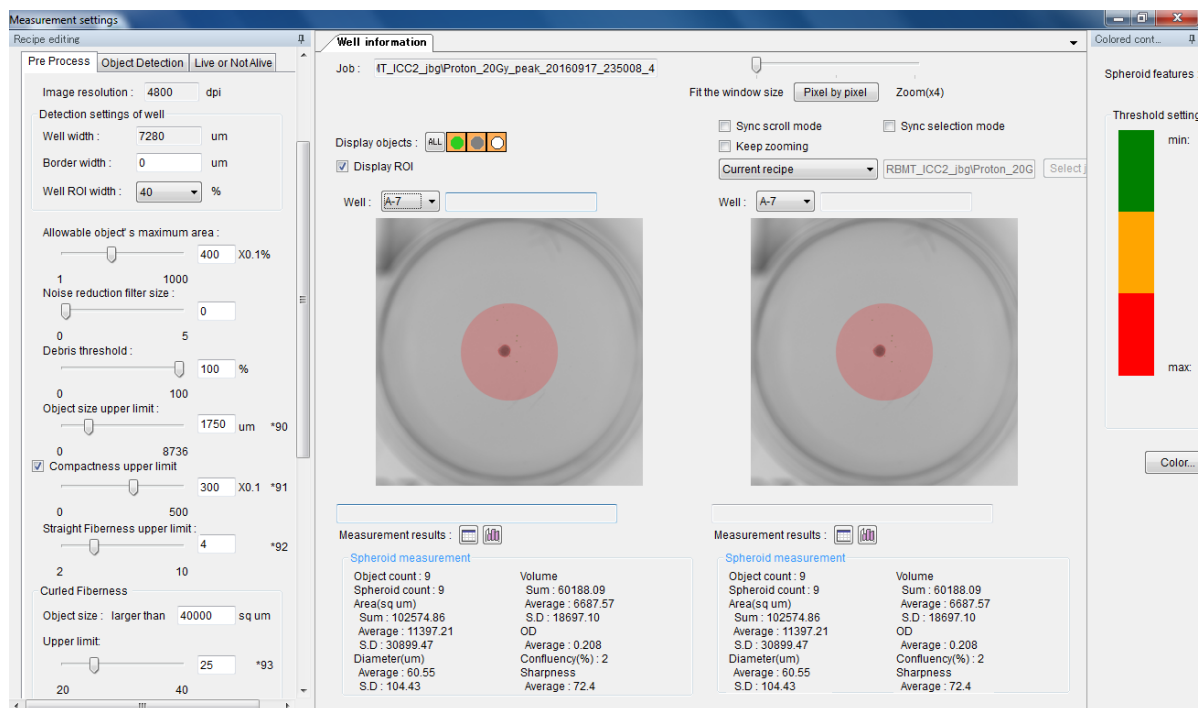 Measurement settings
Recipe editing
Pre Process Object Detection Live or Not Alive
Image resolution : 4800 dpi
Detection settings of well
Well width : 7280 um
Border width : 0 um
Well ROI width : 40 %
Allowable object's maximum area :
400 X0.1%
1 1000
Noise reduction filter size :
0
0 5
Debris threshold :
100 %
0 100
Object size upper limit :
1750 um *90
0 8736
Compactness upper limit
300 X0.1 *91
0 500
Straight Fiberness upper limit :
4 *92
2 10
Curled Fiberness
Object size : larger than 40000 sq um
Upper limit:
25 *93
20 40
Well information
Job : IT_ICC2_jbg\Proton_20Gy_peak_20160917_235008_4
Fit the window size Pixel by pixel Zoom(x4)
Display objects : ALL
Display ROI
Sync scroll mode Sync selection mode
Keep zooming
Current recipe RBMT_ICC2_jbg\Proton_20G Select j
Well : A-7
Well : A-7
Measurement results :
Spheroid measurement
Object count : 9
Spheroid count : 9
Area(sq um)
Sum : 102574.86
Average : 11397.21
S.D : 30899.47
Diameter(um)
Average : 60.55
S.D : 104.43
Volume
Sum : 60188.09
Average : 6687.57
S.D : 18697.10
OD
Average : 0.208
Confluency(%) : 2
Sharpness
Average : 72.4
Measurement results :
Spheroid measurement
Object count : 9
Spheroid count : 9
Area(sq um)
Sum : 102574.86
Average : 11397.21
S.D : 30899.47
Diameter(um)
Average : 60.55
S.D : 104.43
Volume
Sum : 60188.09
Average : 6687.57
S.D : 18697.10
OD
Average : 0.208
Confluency(%) : 2
Sharpness
Average : 72.4
Colored cont...
Spheroid features
Threshold setting
min:
max:
Color...